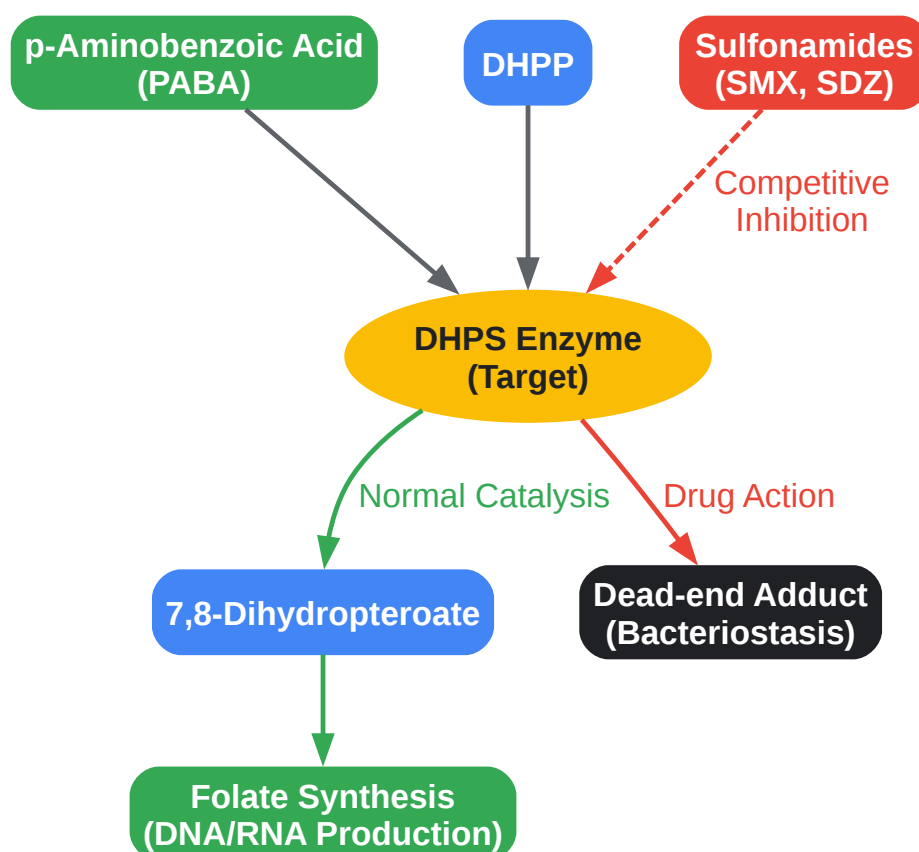 p-Aminobenzoic Acid
(PABA)
DHPP
Sulfonamides
(SMX, SDZ)
Competitive
Inhibition
DHPS Enzyme
(Target)
Normal Catalysis
Drug Action
7,8-Dihydropteroate
Dead-end Adduct
(Bacteriostasis)
Folate Synthesis
(DNA/RNA Production)